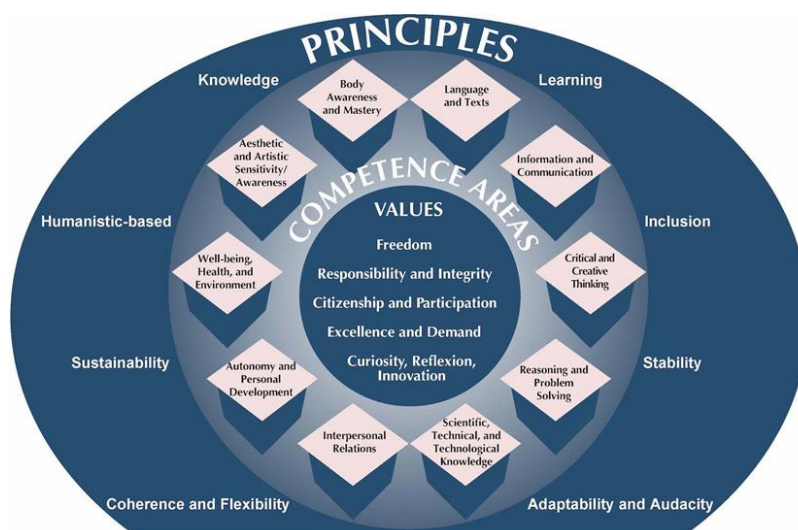 PRINCIPLES
Knowledge
Learning
Humanistic-based
Inclusion
Sustainability
Stability
Coherence and Flexibility
Adaptability and Audacity
COMPETENCE AREAS
Body
Awareness
and Mastery
Language
and Texts
Aesthetic
and Artistic
Sensitivity/
Awareness
Information and
Communication
Well-being,
Health, and
Environment
Critical and
Creative
Thinking
Autonomy and
Personal
Development
Reasoning and
Problem
Solving
Interpersonal
Relations
Scientific,
Technical, and
Technological
Knowledge
VALUES
Freedom
Responsibility and Integrity
Citizenship and Participation
Excellence and Demand
Curiosity, Reflexion,
Innovation